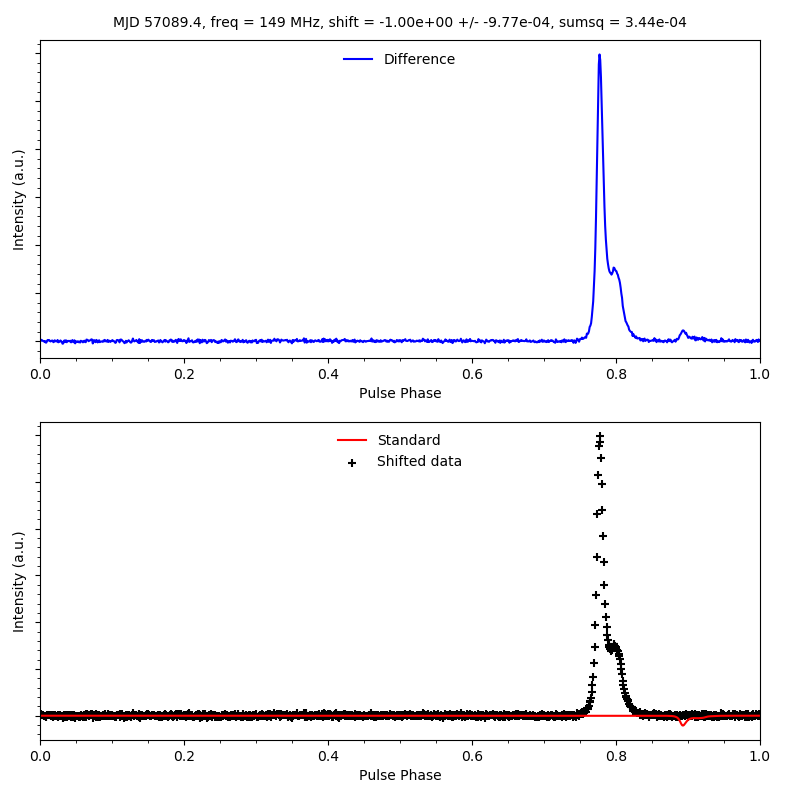 MJD 57089.4, freq = 149 MHz, shift = -1.00e+00 +/- -9.77e-04, sumsq = 3.44e-04
Difference
Intensity (a.u.)
0.0 0.2 0.4 0.6 0.8 1.0
Pulse Phase
Standard
Shifted data
Intensity (a.u.)
0.0 0.2 0.4 0.6 0.8 1.0
Pulse Phase